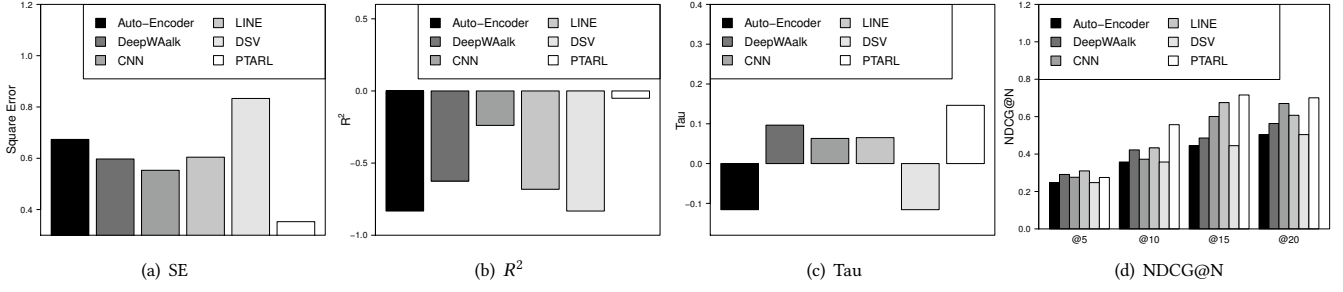 Square Error
1.2
1.0
0.8
0.6
0.4
Auto−Encoder
DeepWAalk
CNN
LINE
DSV
PTARL
(a) SE
R²
0.5
0.0
−0.5
−1.0
Auto−Encoder
DeepWAalk
CNN
LINE
DSV
PTARL
(b) R²
Tau
0.4
0.3
0.2
0.1
0.0
−0.1
Auto−Encoder
DeepWAalk
CNN
LINE
DSV
PTARL
(c) Tau
NDCG@N
1.2
1.0
0.8
0.6
0.4
0.2
0.0
Auto−Encoder
DeepWAalk
CNN
LINE
DSV
PTARL
@5
@10
@15
@20
(d) NDCG@N